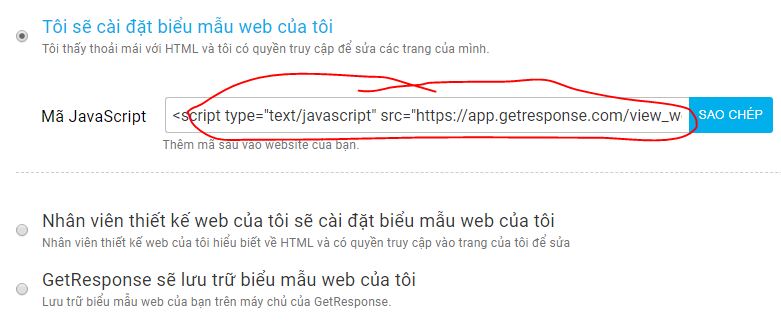 Tôi sẽ cài đặt biểu mẫu web của tôi
Tôi thấy thoải mái với HTML và tôi có quyền truy cập để sửa các trang của mình.
Mã JavaScript <script type="text/javascript" src="https://app.getresponse.com/view_w SAO CHÉP
Thêm mã sau vào website của bạn.
Nhân viên thiết kế web của tôi sẽ cài đặt biểu mẫu web của tôi
Nhân viên thiết kế web của tôi hiểu biết về HTML và có quyền truy cập vào trang của tôi để sửa
GetResponse sẽ lưu trữ biểu mẫu web của tôi
Lưu trữ biểu mẫu web của bạn trên máy chủ của GetResponse.